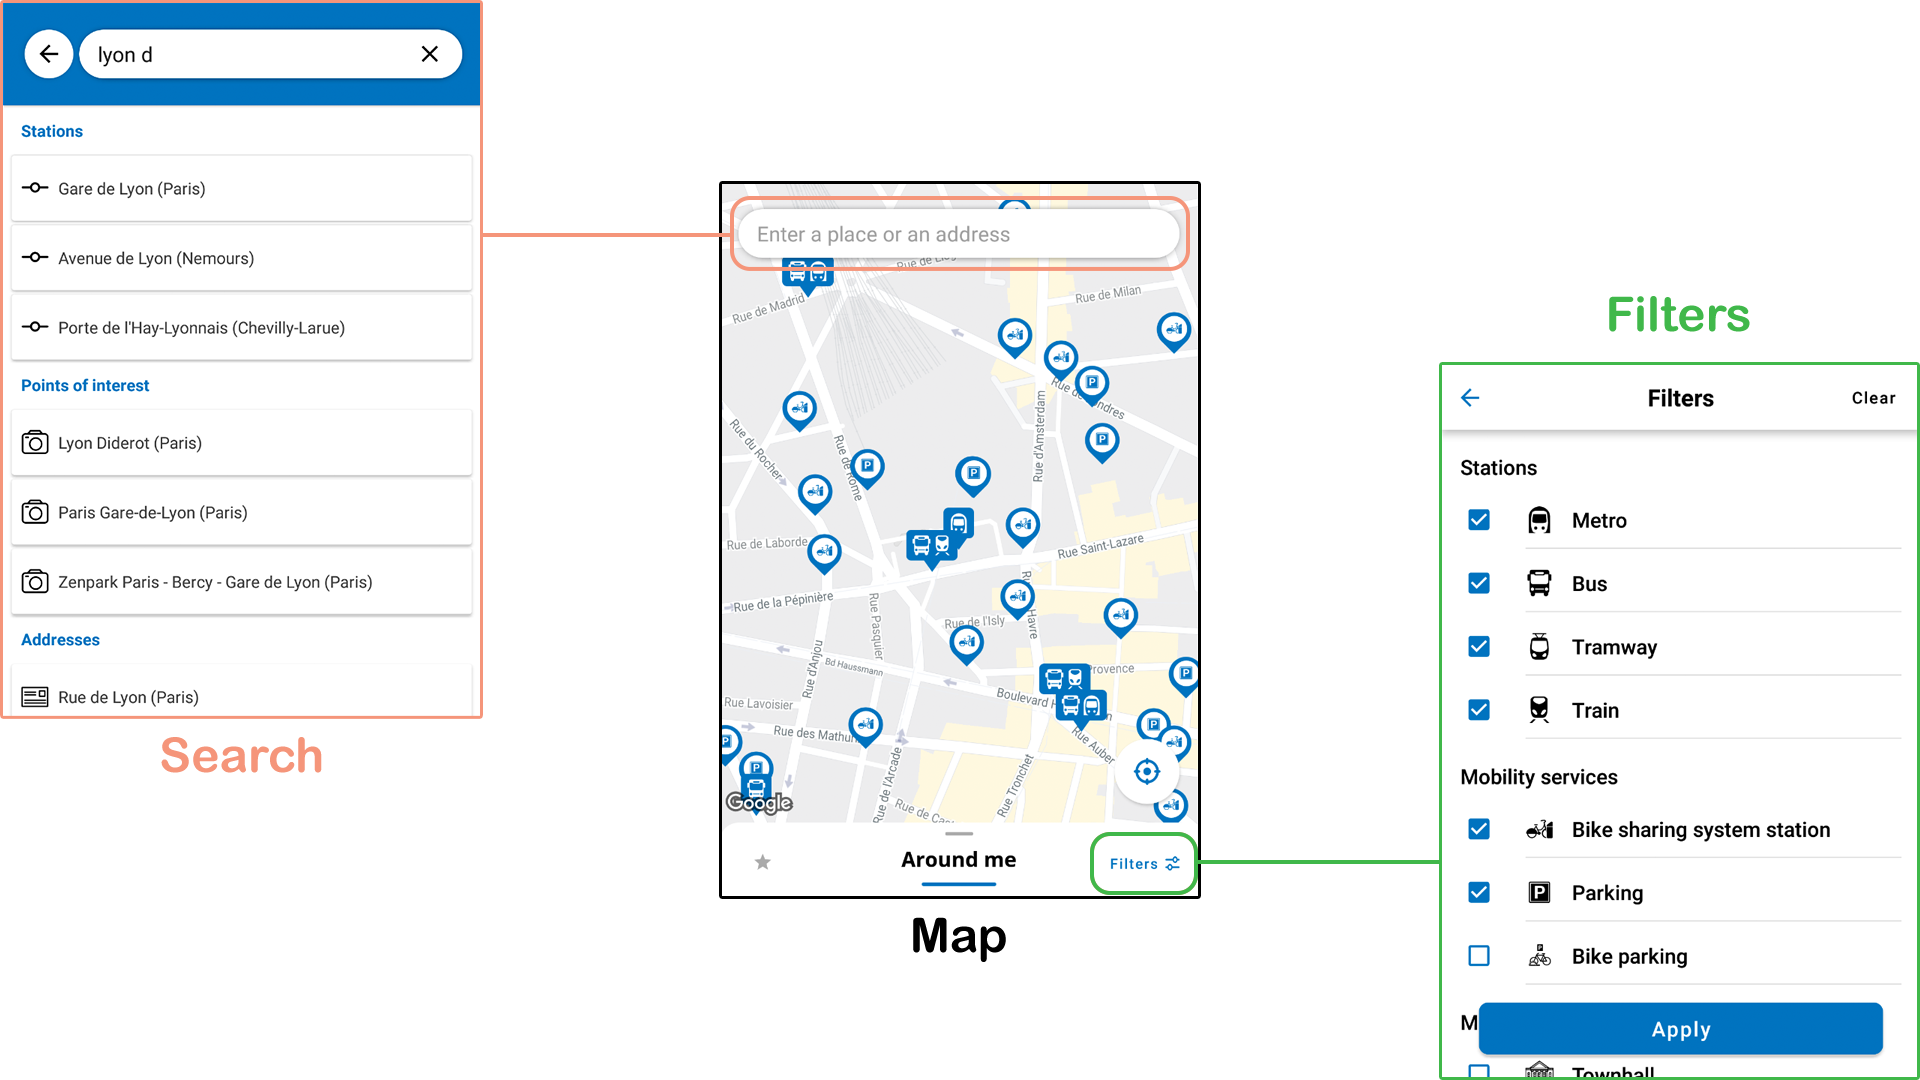 lyon d
Stations
Gare de Lyon (Paris)
Avenue de Lyon (Nemours)
Porte de l'Hay-Lyonnais (Chevilly-Larue)
Points of interest
Lyon Diderot (Paris)
Paris Gare-de-Lyon (Paris)
Zenpark Paris - Bercy - Gare de Lyon (Paris)
Addresses
Rue de Lyon (Paris)
Search
Enter a place or an address
Rue de Milan
Rue de Madrid
Rue d'Amsterdam
Rue du Rocher
Rue de Rome
Rue de Laborde
Rue Saint-Lazare
Rue de la Pépinière
Rue Pasquier
Rue de l'Isly
Havre
Rue d'Anjou
Bd Haussmann
Provence
Boulevard
Rue Lavoisier
Rue des Mathu
Rue Auber
Rue de l'Arcade
Rue Tronchet
Google
Around me
Filters
Map
Filters
Filters
Clear
Stations
Metro
Bus
Tramway
Train
Mobility services
Bike sharing system station
P Parking
Bike parking
M
Apply
Townhall